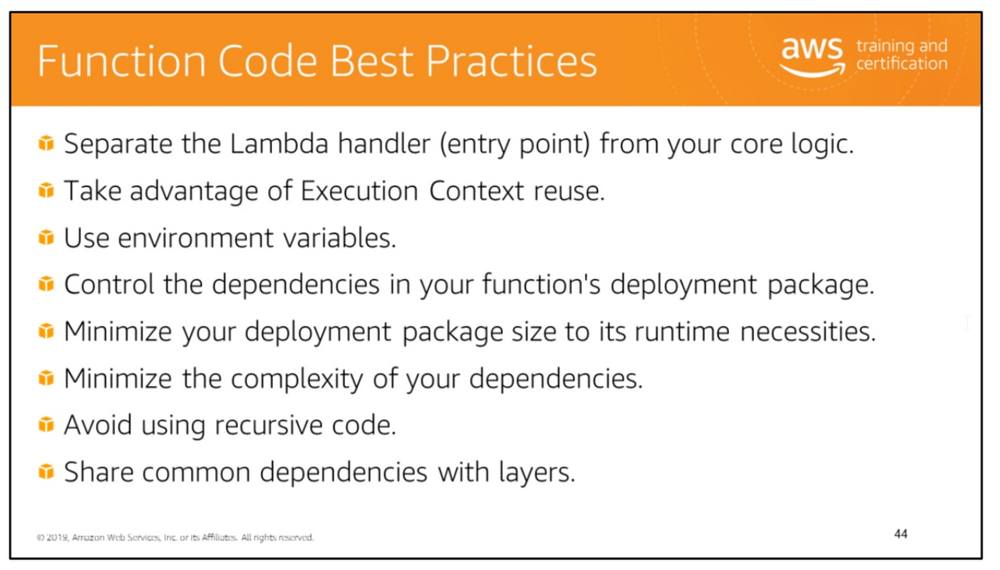 Function Code Best Practices
aws training and
certification
Separate the Lambda handler (entry point) from your core logic.
Take advantage of Execution Context reuse.
Use environment variables.
Control the dependencies in your function's deployment package.
Minimize your deployment package size to its runtime necessities.
Minimize the complexity of your dependencies.
Avoid using recursive code.
Share common dependencies with layers.
© 2019, Amazon Web Services, Inc. or its Affiliates. All rights reserved.
44